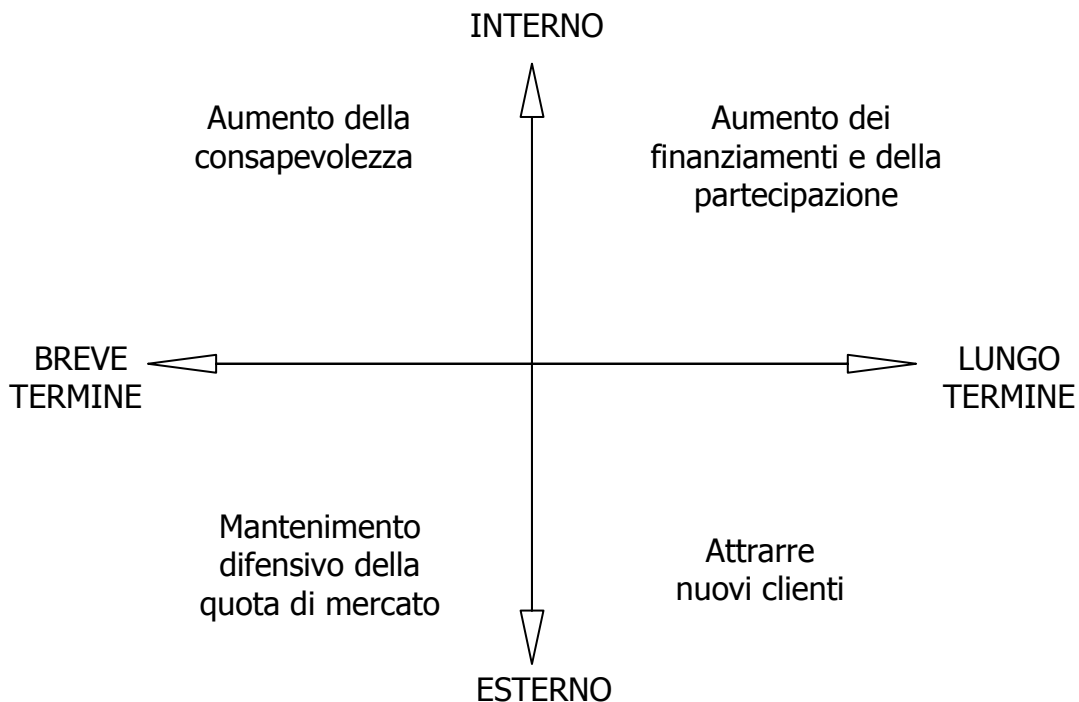 INTERNO
Aumento della
consapevolezza
Aumento dei
finanziamenti e della
partecipazione
BREVE
TERMINE
LUNGO
TERMINE
Mantenimento
difensivo della
quota di mercato
Attrarre
nuovi clienti
ESTERNO